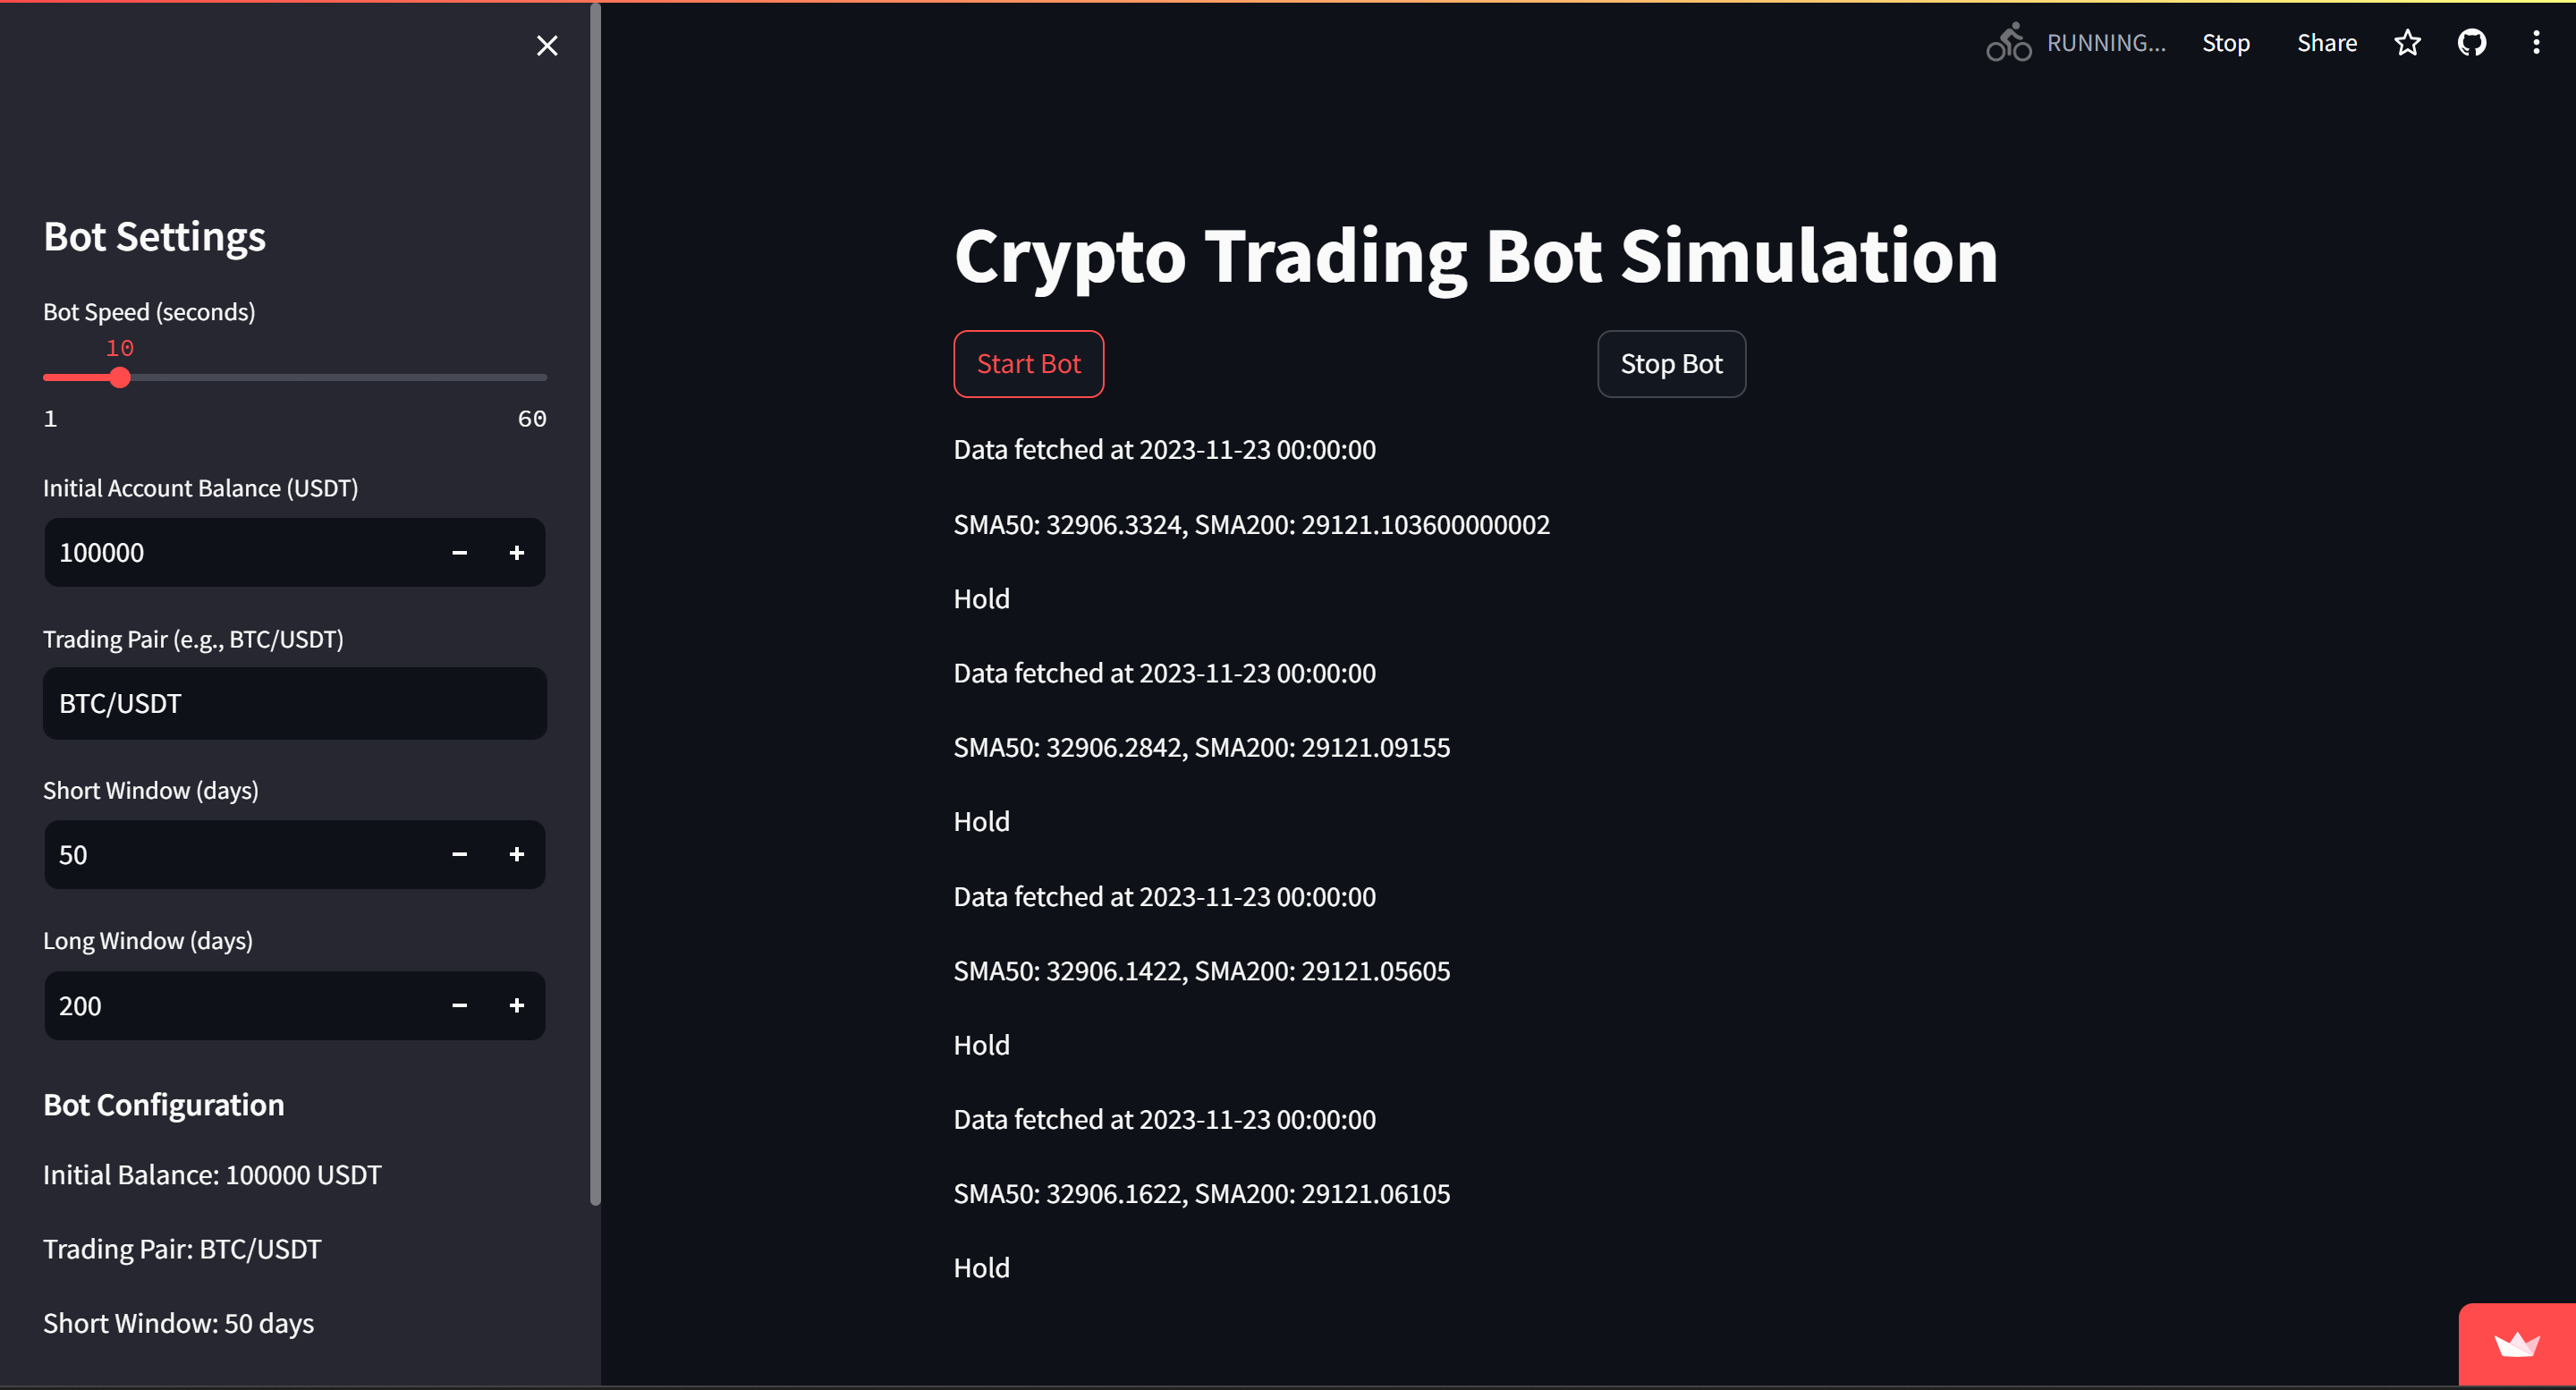 RUNNING... Stop Share
Bot Settings
Bot Speed (seconds)
10
1 60
Initial Account Balance (USDT)
100000
Trading Pair (e.g., BTC/USDT)
BTC/USDT
Short Window (days)
50
Long Window (days)
200
Bot Configuration
Initial Balance: 100000 USDT
Trading Pair: BTC/USDT
Short Window: 50 days
Crypto Trading Bot Simulation
Start Bot Stop Bot
Data fetched at 2023-11-23 00:00:00
SMA50: 32906.3324, SMA200: 29121.103600000002
Hold
Data fetched at 2023-11-23 00:00:00
SMA50: 32906.2842, SMA200: 29121.09155
Hold
Data fetched at 2023-11-23 00:00:00
SMA50: 32906.1422, SMA200: 29121.05605
Hold
Data fetched at 2023-11-23 00:00:00
SMA50: 32906.1622, SMA200: 29121.06105
Hold